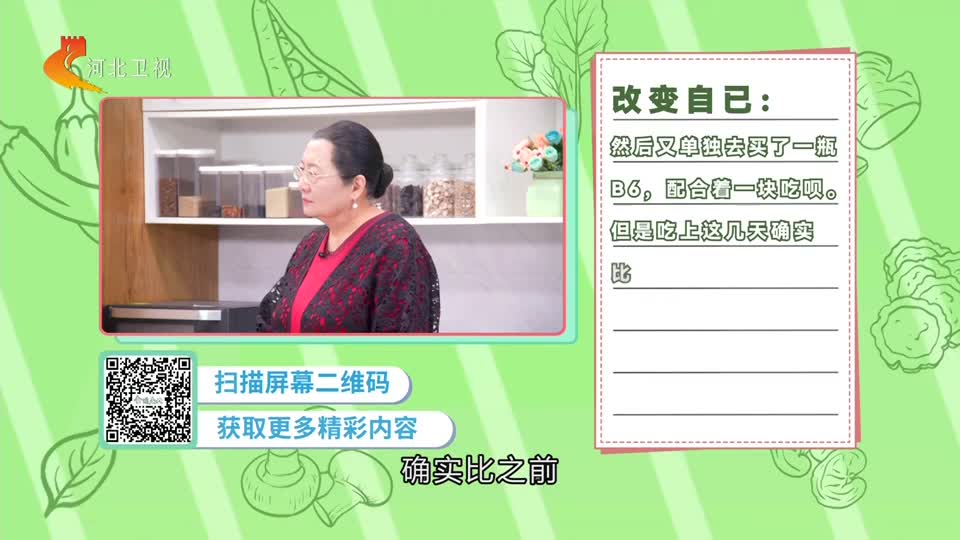 河北卫视
改变自己：
然后又单独去买了一瓶
B6，配合着一块吃呗。
但是吃上这几天确实
比
扫描屏幕二维码
获取更多精彩内容
确实比之前